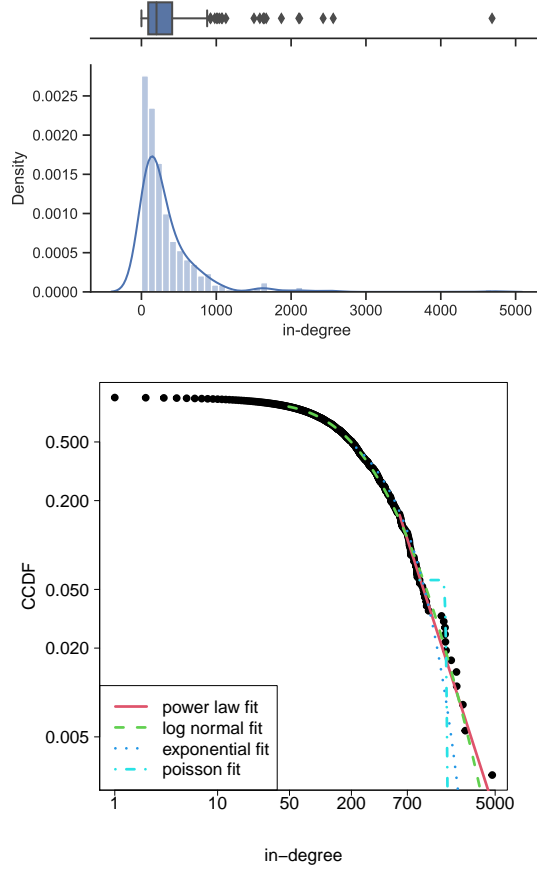 0.0025
0.0020
0.0015
0.0010
0.0005
0.0000
Density
0 1000 2000 3000 4000 5000
in-degree
0.500
0.200
0.050
0.020
0.005
CCDF
power law fit
log normal fit
exponential fit
poisson fit
1 10 50 200 700 5000
in−degree